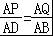 AP/AD = AQ/AB